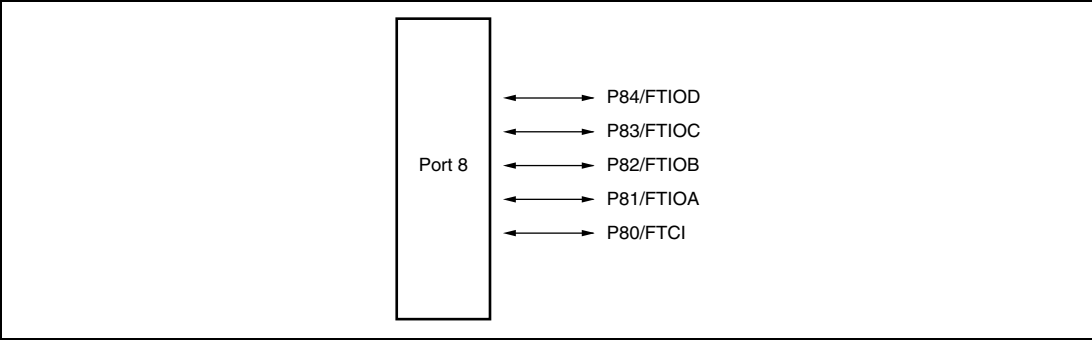 P84/FTIOD
P83/FTIOC
Port 8
P82/FTIOB
P81/FTIOA
P80/FTCI